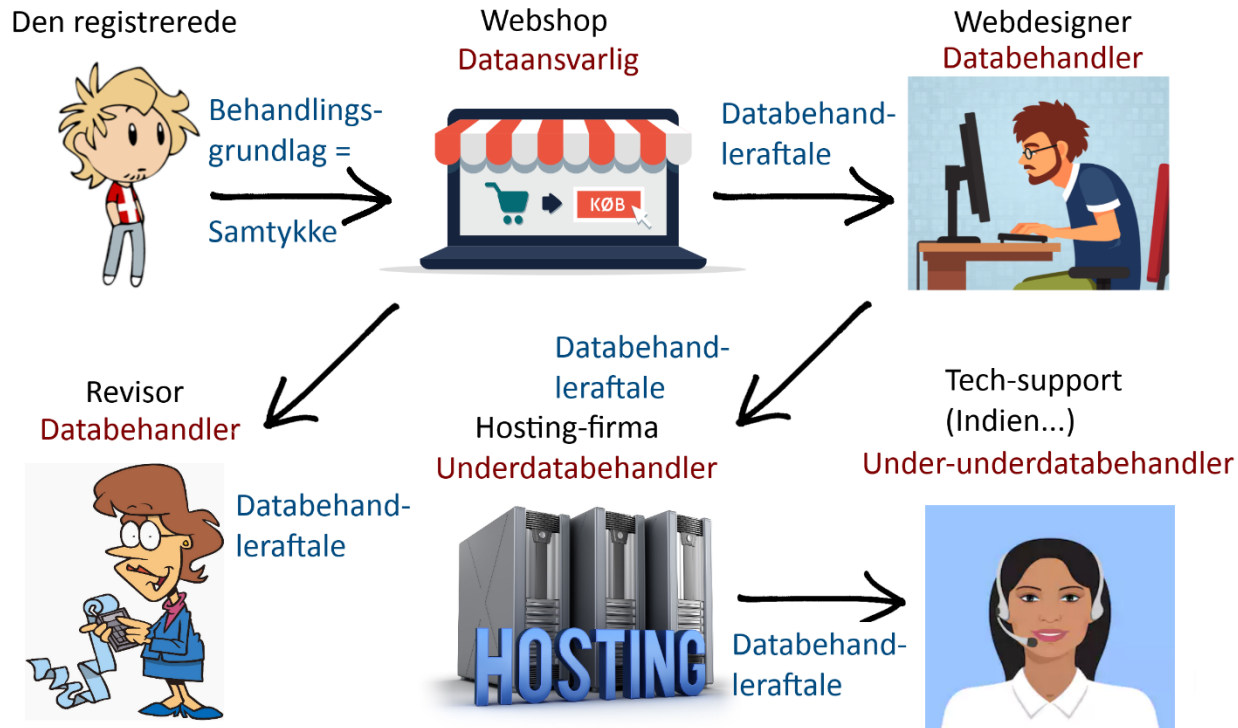 Den registrerede
Webshop
Dataansvarlig
Webdesigner
Databehandler
Behandlings-
grundlag =
Samtykke
KØB
Databehand-
leraftale
Revisor
Databehandler
Databehand-
leraftale
Databehand-
leraftale
Hosting-firma
Underdatabehandler
HOSTING
Tech-support
(Indien...)
Under-underdatabehandler
Databehand-
leraftale